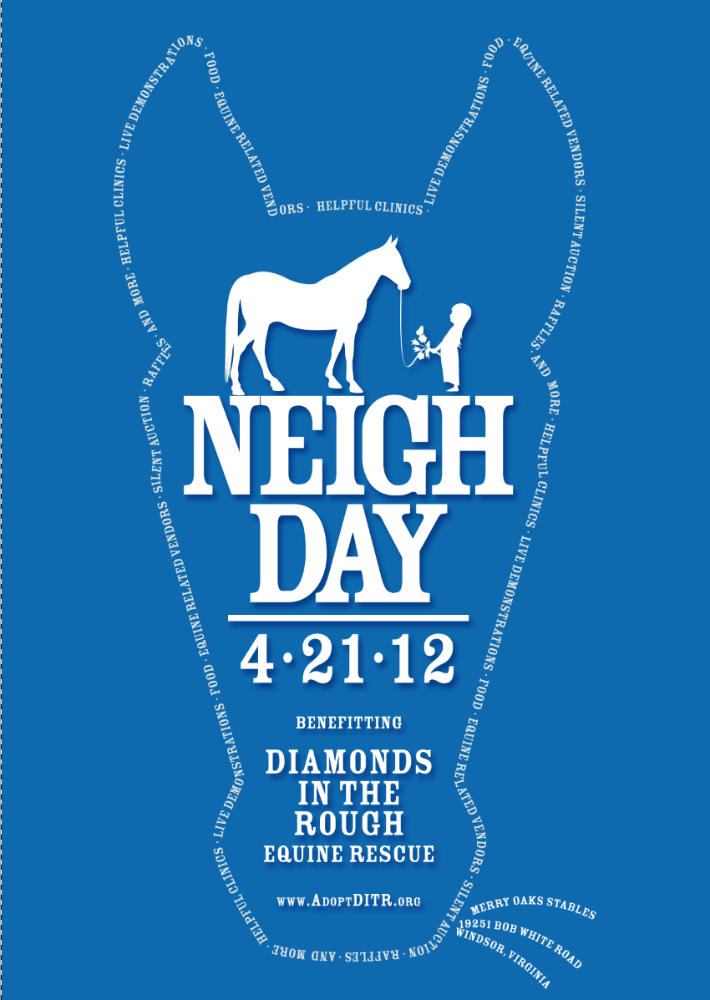 LIVE DEMONSTRATIONS · FOOD · EQUINE RELATED VENDORS · HELPFUL CLINICS · LIVE DEMONSTRATIONS · FOOD · EQUINE RELATED VENDORS · SILENT AUCTION · RAFFLES · AND MORE · HELPFUL CLINICS · LIVE DEMONSTRATIONS · FOOD · EQUINE RELATED VENDORS · SILENT AUCTION · RAFFLES · AND MORE · HELPFUL CLINICS · LIVE DEMONSTRATIONS · FOOD · EQUINE RELATED VENDORS · SILENT AUCTION · RAFFLES · AND MORE · HELPFUL CLINICS ·
NEIGH
DAY
4·21·12
BENEFITTING
DIAMONDS
IN THE
ROUGH
EQUINE RESCUE
WWW.ADOPTDITR.ORG
MERRY OAKS STABLES
19251 BOB WHITE ROAD
WINDSOR, VIRGINIA